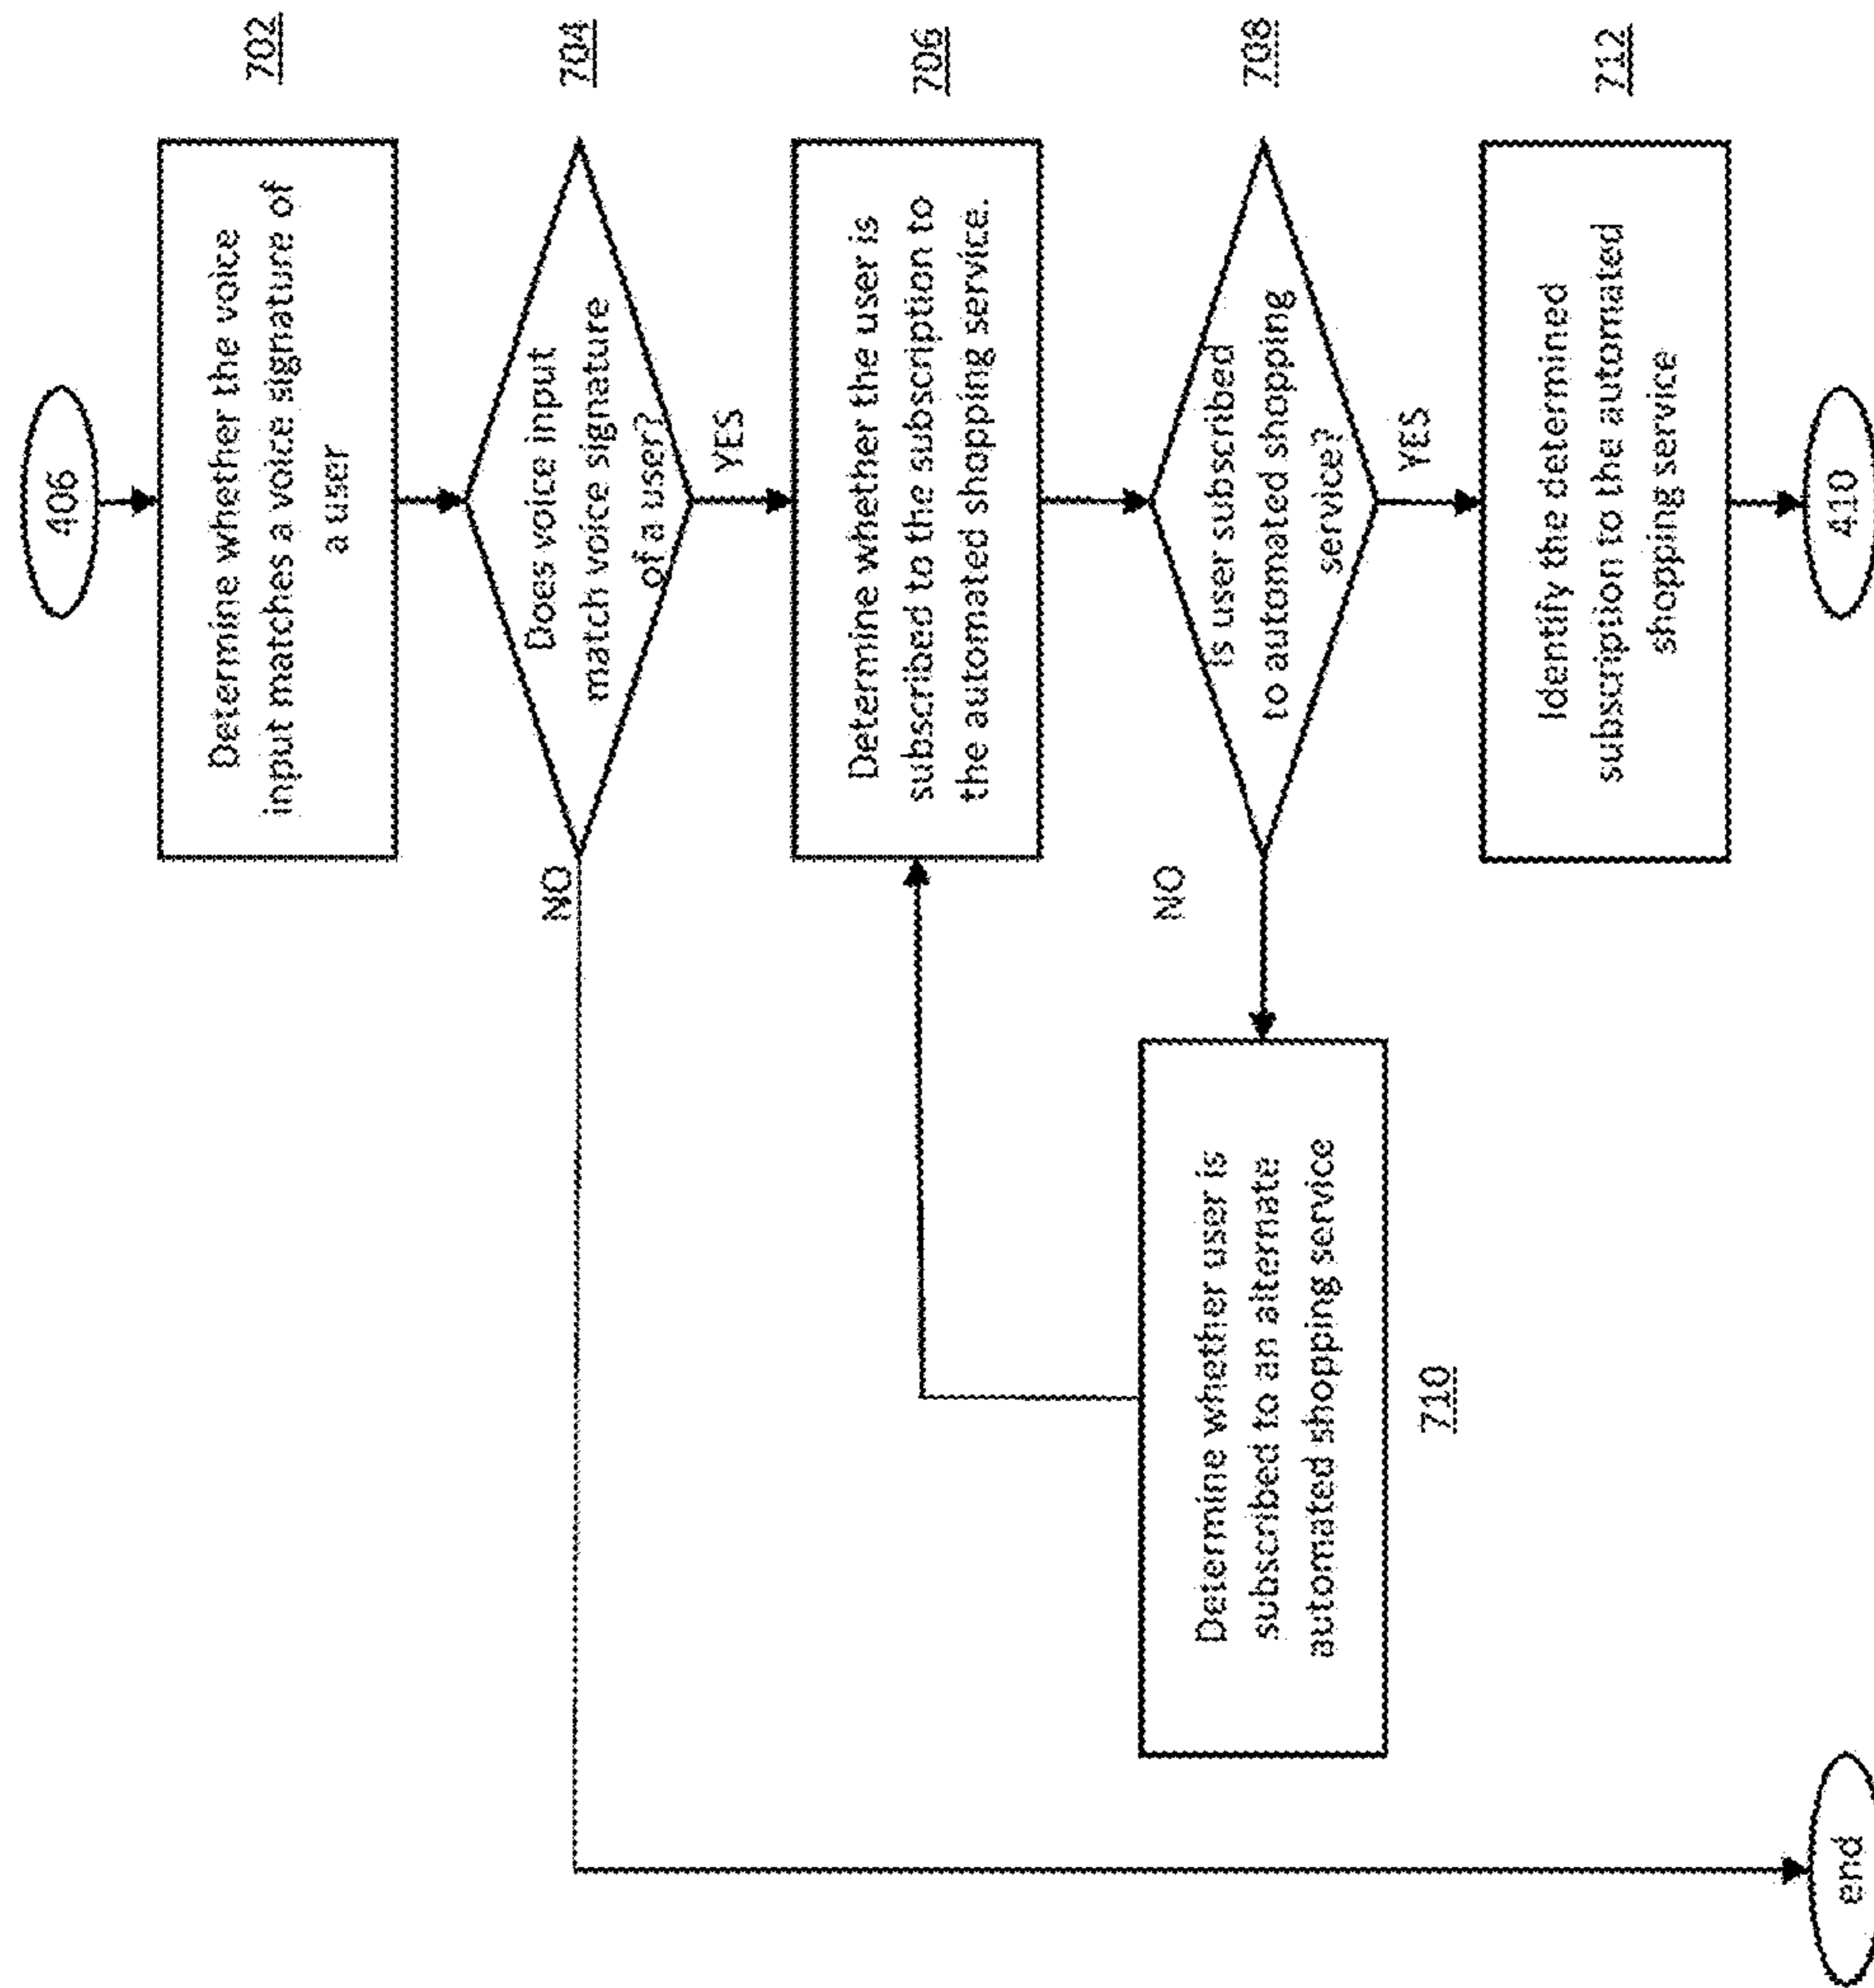 406
Determine whether the voice
input matches a voice signature of
a user
702
Does voice input
match voice signature
of a user?
704
NO
YES
Determine whether the user is
subscribed to the subscription to
the automated shopping service.
706
is user subscribed
to automated shopping
service?
708
NO
YES
Determine whether user is
subscribed to an alternate
automated shopping service
710
Identify the determined
subscription to the automated
shopping service
712
410
end